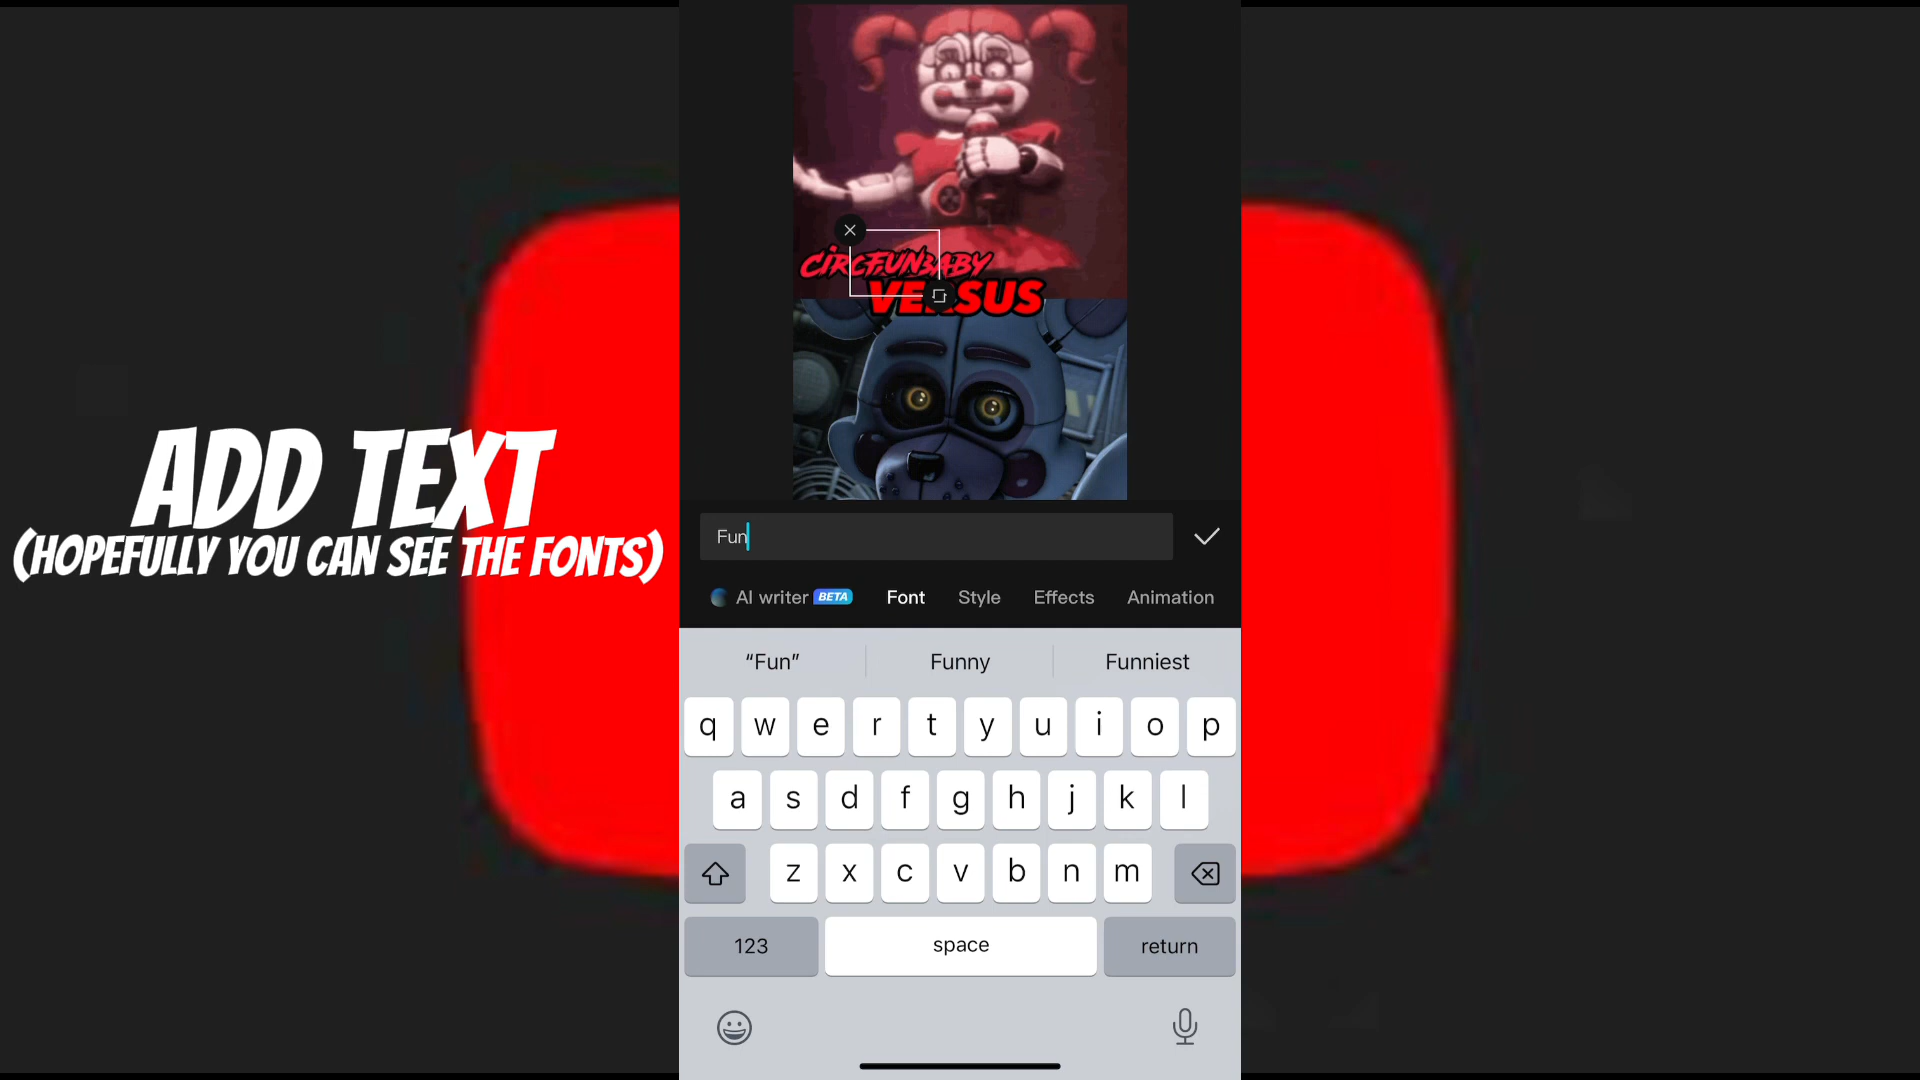 ADD TEXT
(HOPEFULLY YOU CAN SEE THE FONTS)
CIRCFUNBABY
VERSUS
Fun
AI writer BETA Font Style Effects Animation
“Fun” Funny Funniest
q w e r t y u i o p
a s d f g h j k l
z x c v b n m
123 space return